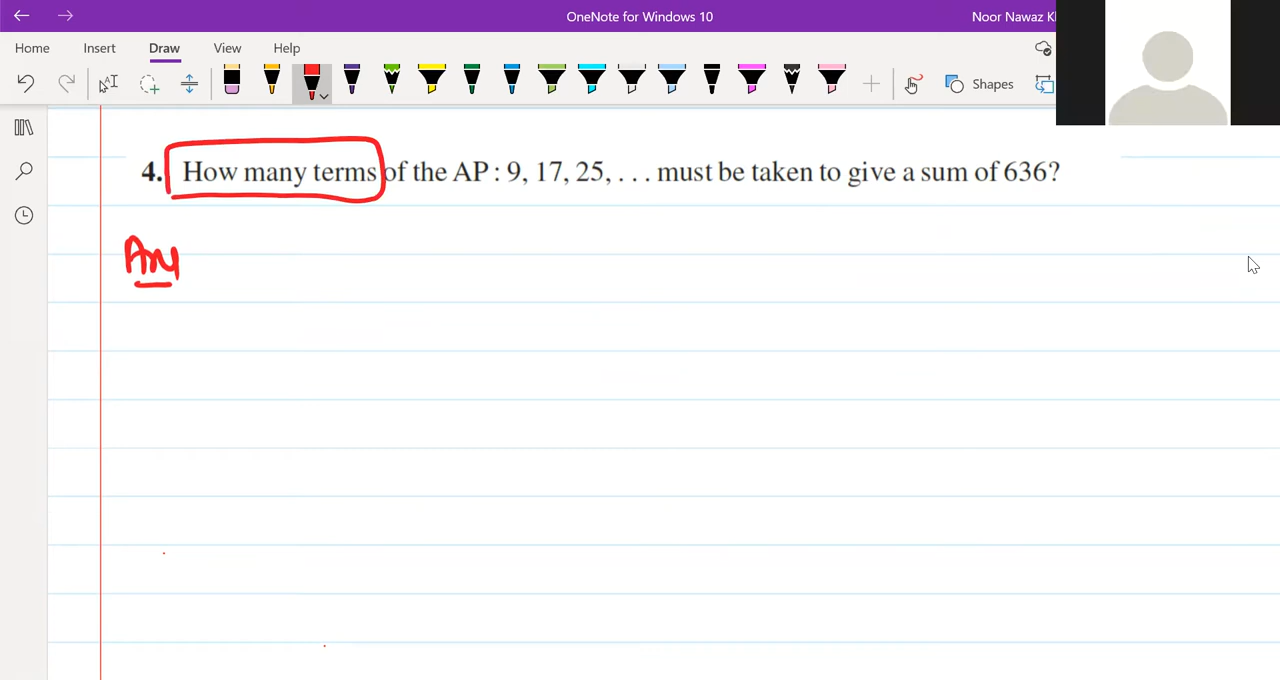 OneNote for Windows 10
Noor Nawaz Kh
Home Insert Draw View Help
Shapes
4. How many terms of the AP : 9, 17, 25, . . . must be taken to give a sum of 636?
Ans